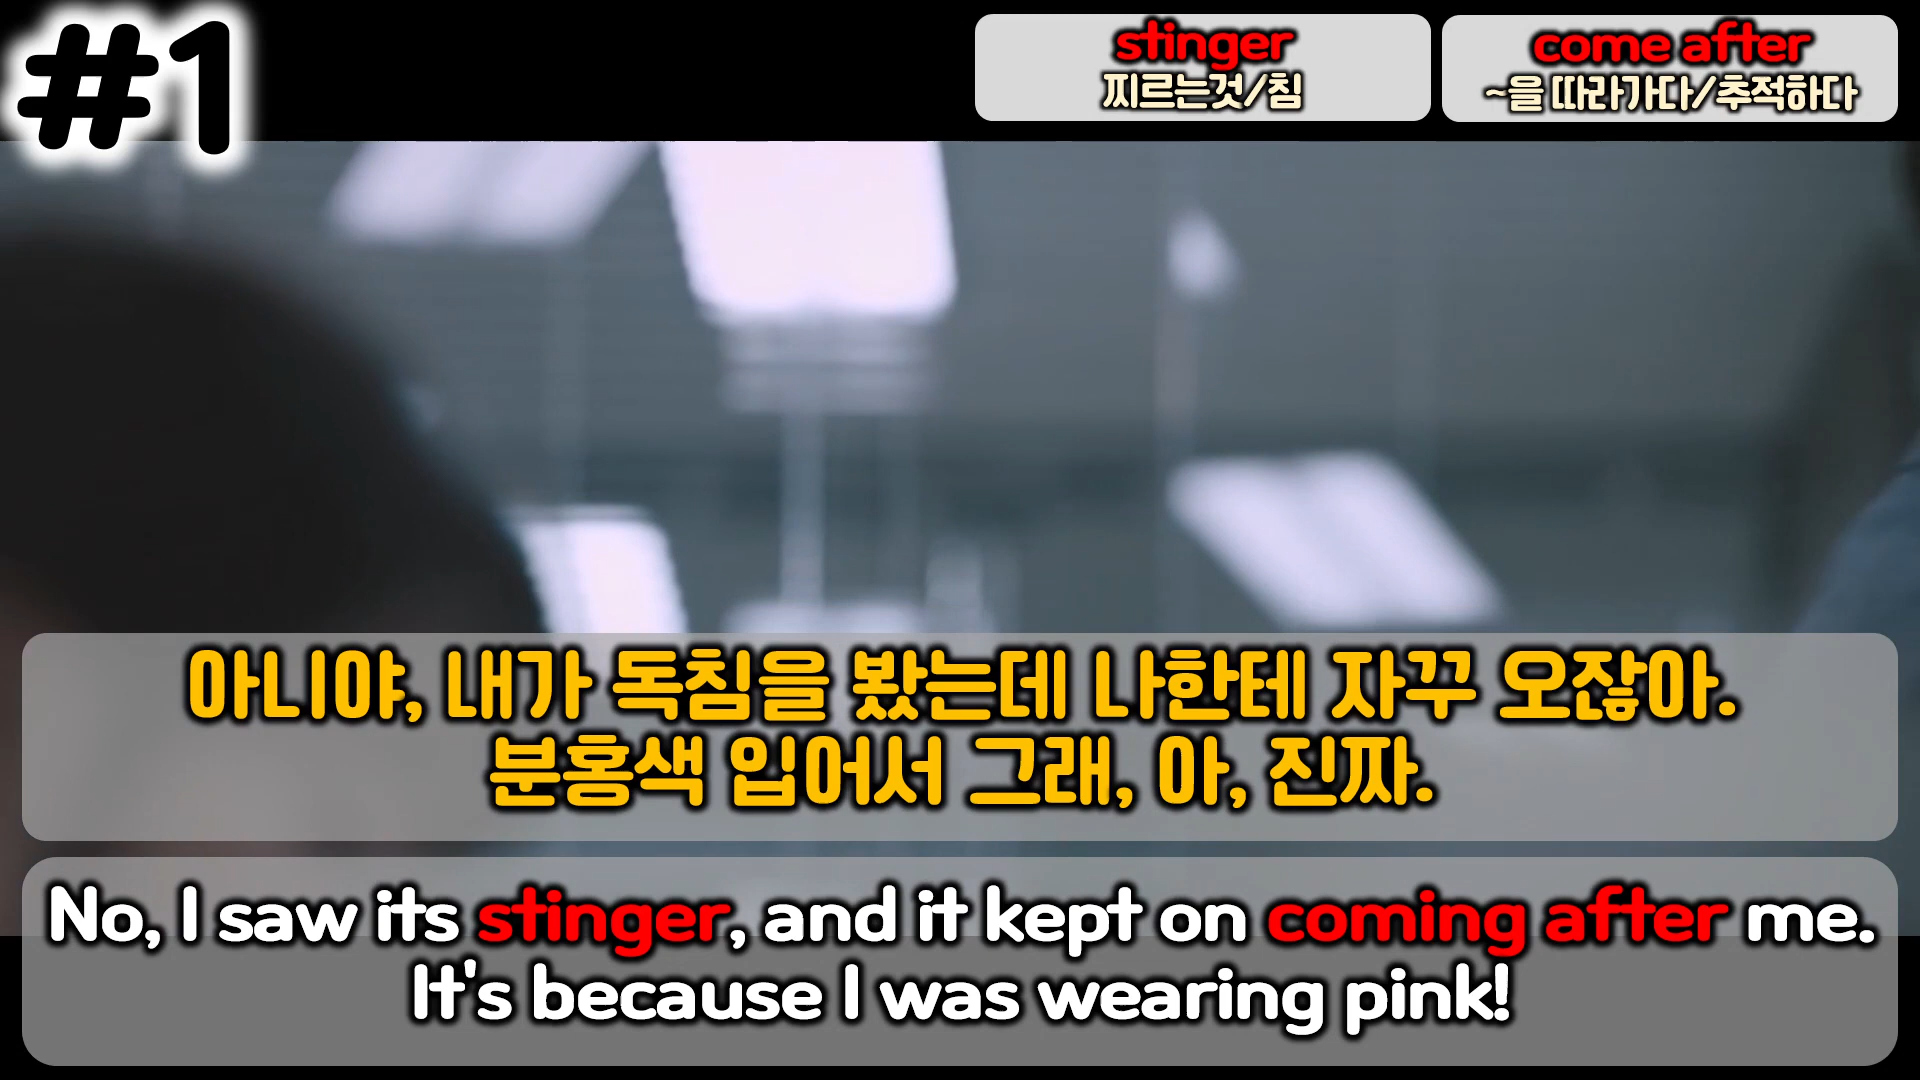 #1
stinger
찌르는것/침
come after
~을 따라가다/추적하다
아니야, 내가 독침을 봤는데 나한테 자꾸 오잖아.
분홍색 입어서 그래, 아, 진짜.
No, I saw its stinger, and it kept on coming after me.
It's because I was wearing pink!